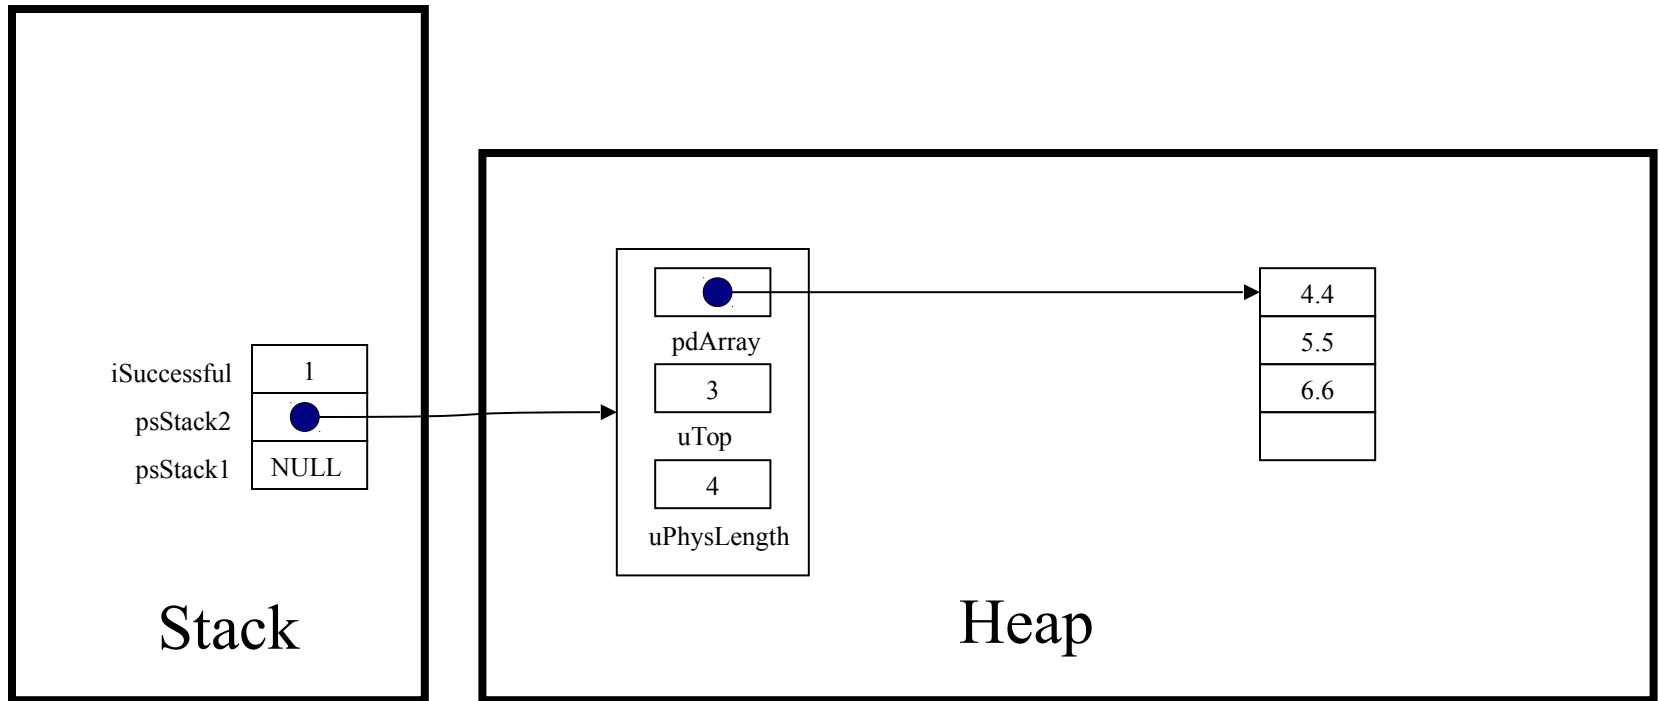 iSuccessful 1
psStack2
psStack1 NULL
Stack
pdArray
3
uTop
4
uPhysLength
4.4
5.5
6.6
Heap